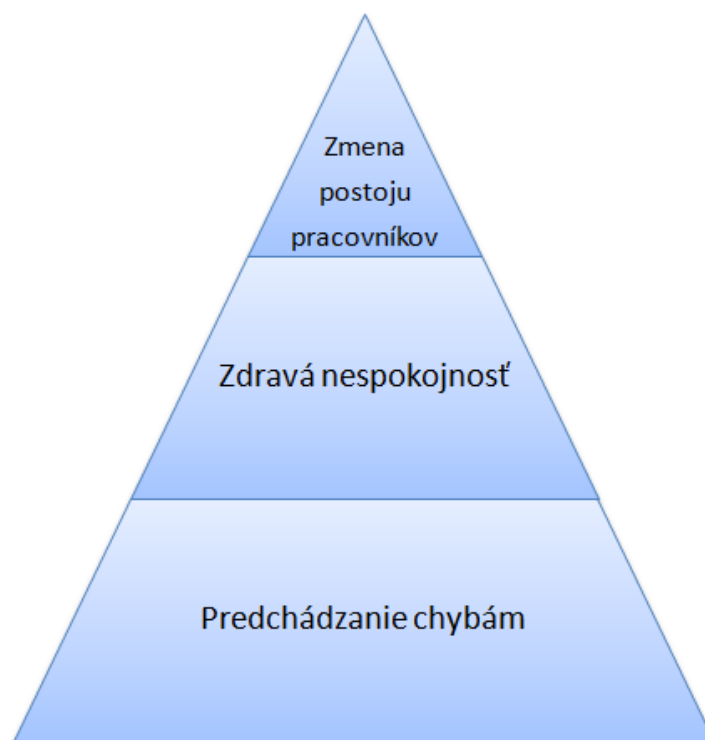 Zmena
postoju
pracovníkov
Zdravá nespokojnosť
Predchádzanie chybám